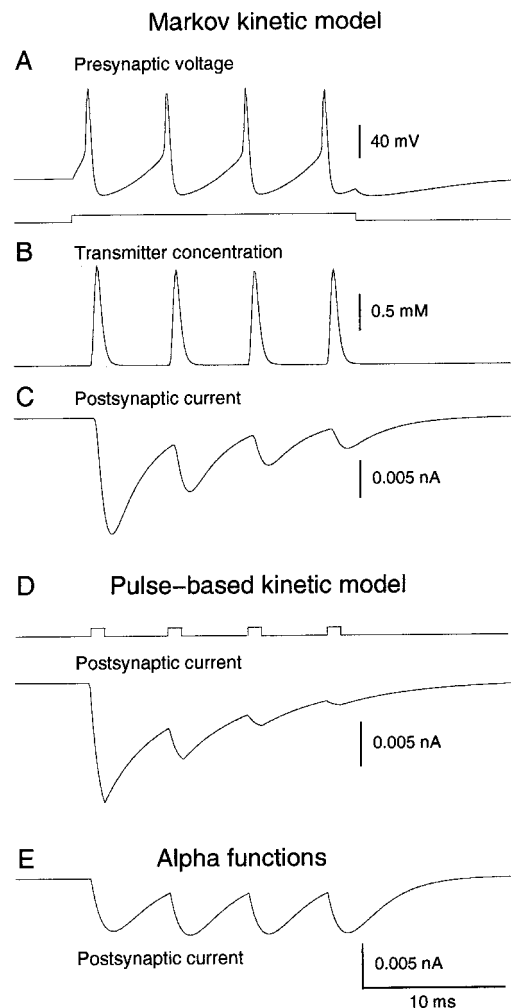 Markov kinetic model
A Presynaptic voltage
40 mV
B Transmitter concentration
0.5 mM
C Postsynaptic current
0.005 nA
D Pulse–based kinetic model
Postsynaptic current
0.005 nA
E Alpha functions
Postsynaptic current
0.005 nA
10 ms